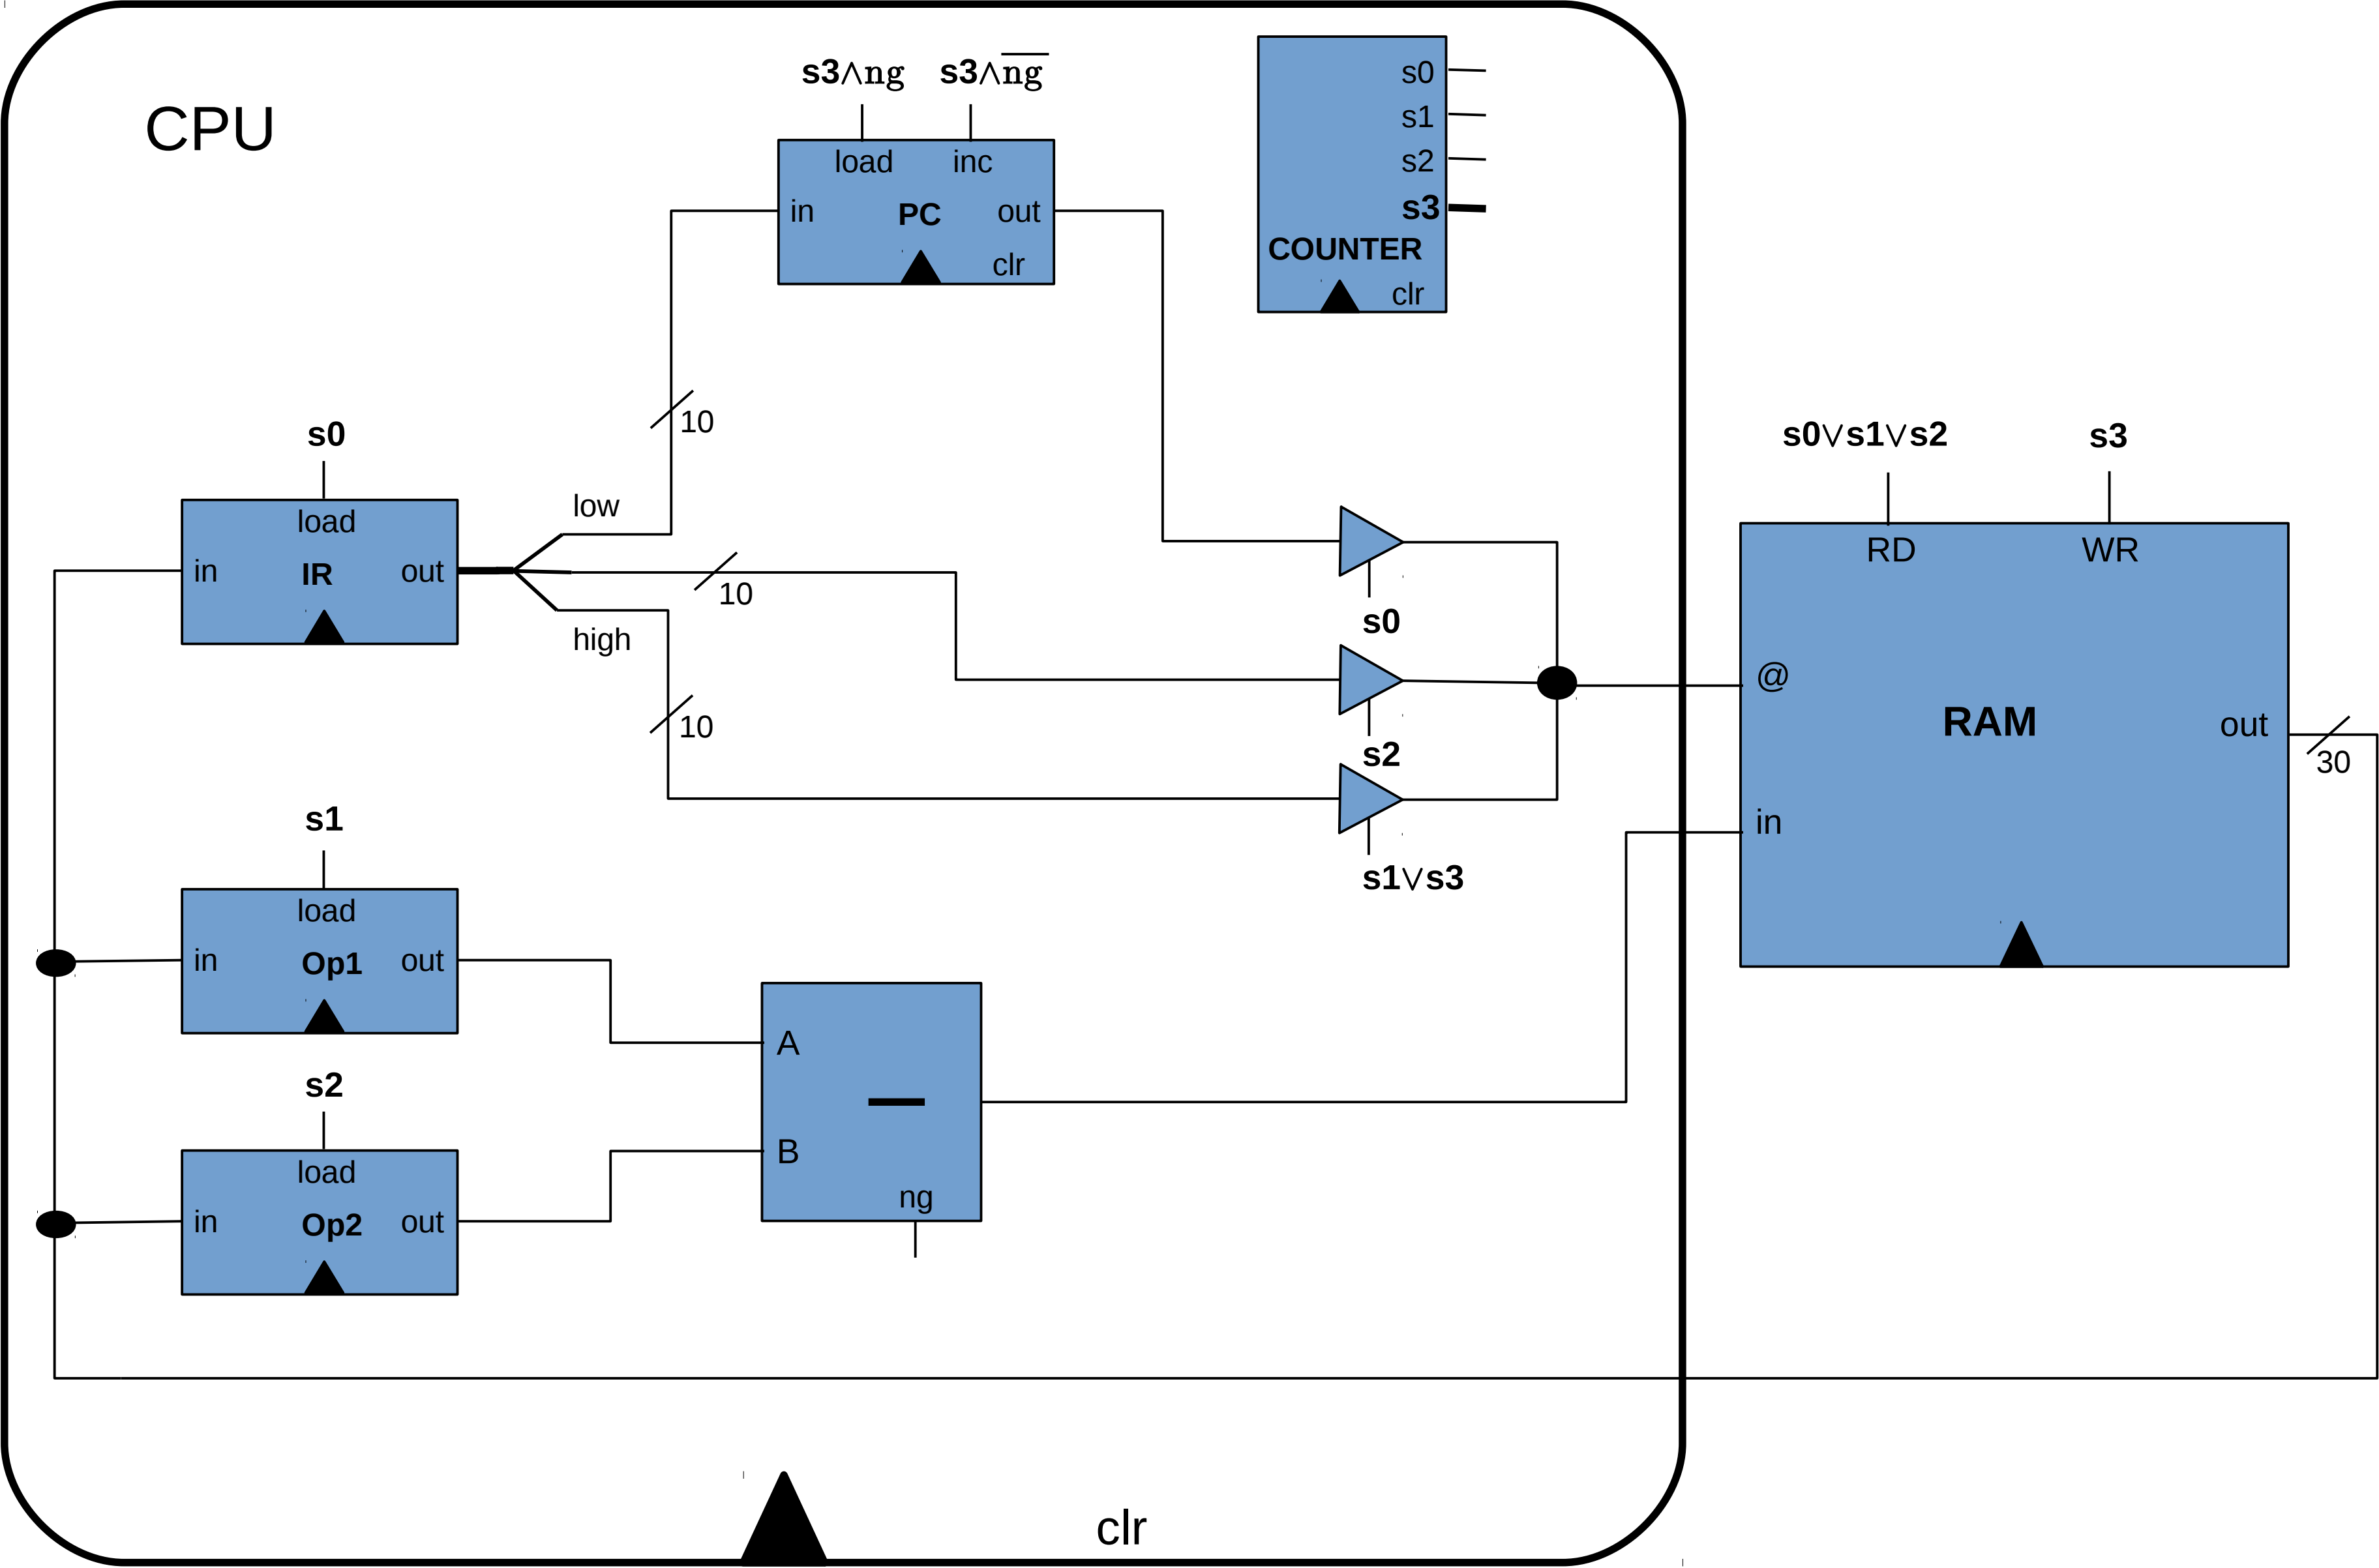 CPU
s3∧ng s3∧n̅g̅
load inc
in PC out
clr
s0
s1
s2
s3
COUNTER
clr
10
s0
load
in IR out
low
10
high
10
s0
s2
s1∨s3
s0∨s1∨s2 s3
RD WR
@
RAM
out
in
30
s1
load
in Op1 out
s2
load
in Op2 out
A
—
B
ng
clr